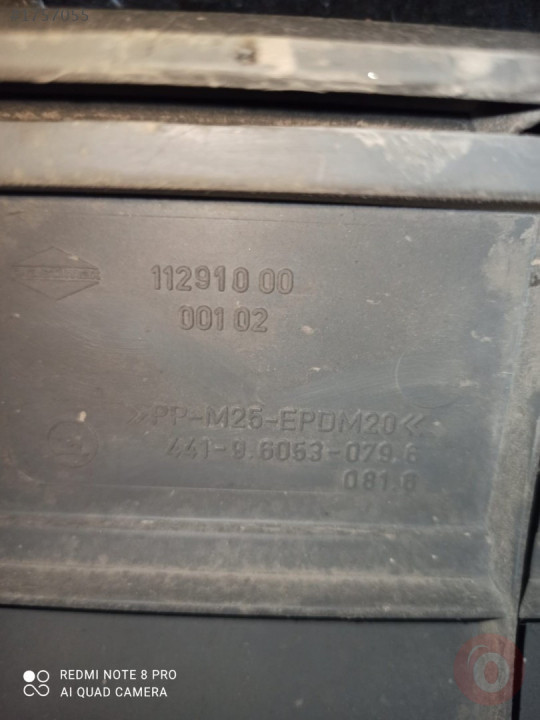 112910 00
001 02
>>PP-M25-EPDM20<<
441-9.6053-079.6
081.8
REDMI NOTE 8 PRO
AI QUAD CAMERA